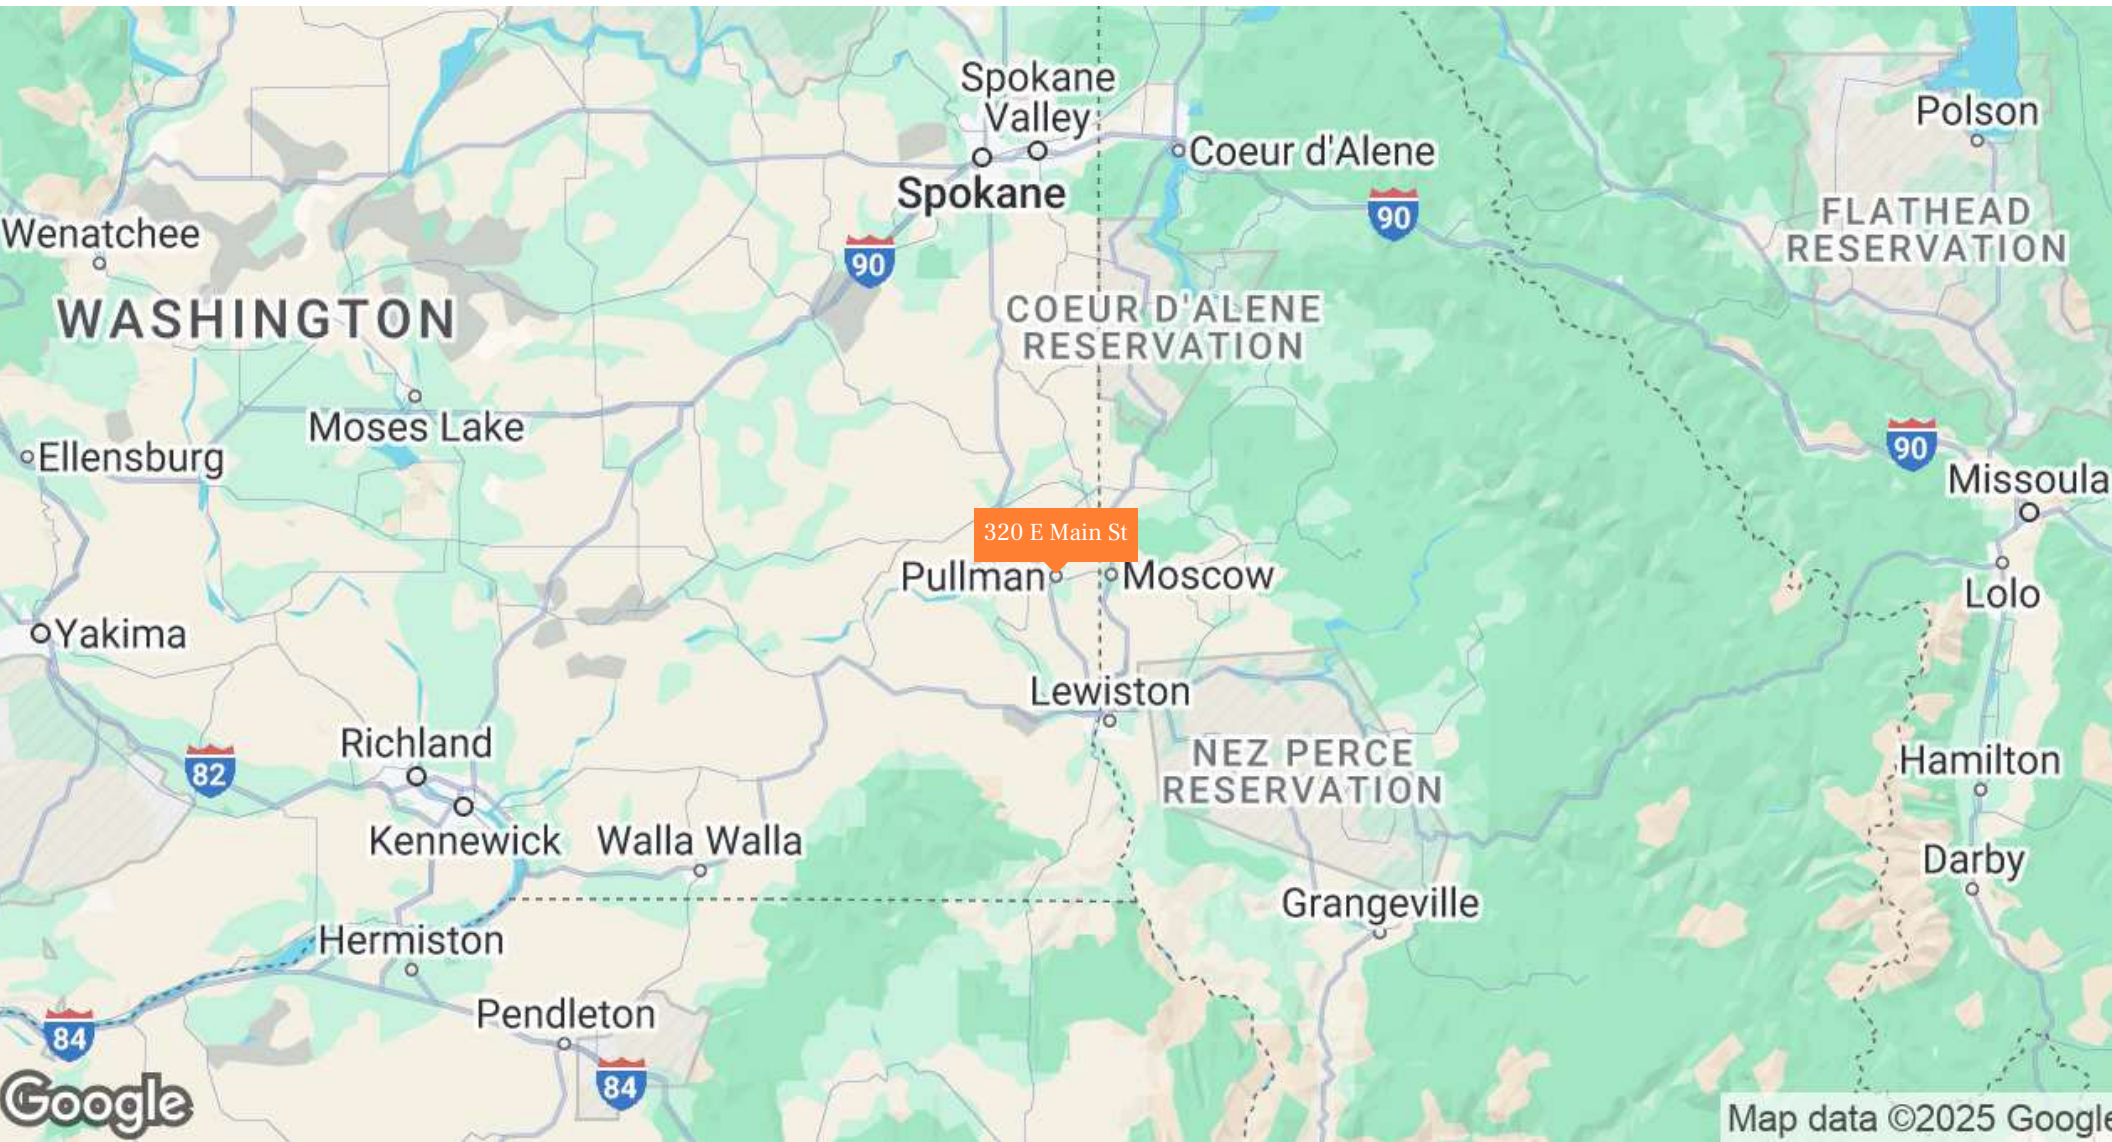 Spokane
Valley
Polson
Coeur d'Alene
Spokane
90
FLATHEAD
RESERVATION
Wenatchee
90
WASHINGTON
COEUR D'ALENE
RESERVATION
Moses Lake
90
Ellensburg
Missoula
320 E Main St
Pullman
Moscow
Lolo
Yakima
Lewiston
Richland
NEZ PERCE
RESERVATION
82
Hamilton
Kennewick
Walla Walla
Darby
Grangeville
Hermiston
Pendleton
84
84
Google
Map data ©2025 Google